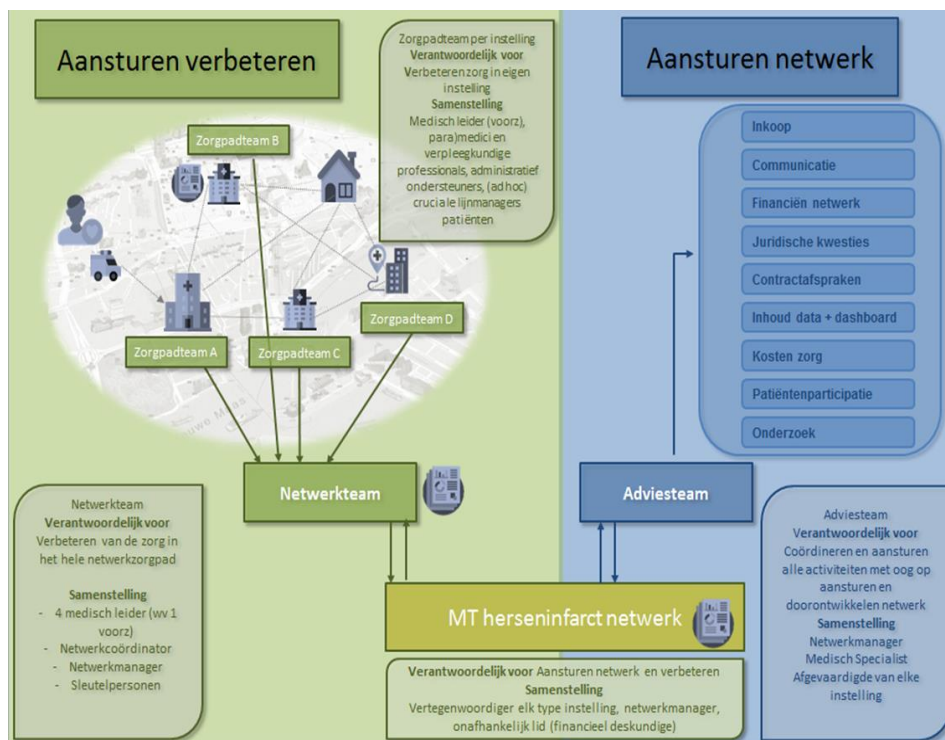 Aansturen verbeteren
Zorgpadteam per instelling
Verantwoordelijk voor
Verbeteren zorg in eigen
instelling
Samenstelling
Medisch leider (voorz),
para)medici en
verpleegkundige
professionals, administratief
ondersteuners, (ad hoc)
cruciale lijnmanagers
patiënten
Zorgpadteam B
Zorgpadteam D
Zorgpadteam A
Zorgpadteam C
uwe Maas
Netwerkteam
Netwerkteam
Verantwoordelijk voor
Verbeteren van de zorg in
het hele netwerkzorgpad
Samenstelling
- 4 medisch leider (wv 1
voorz)
- Netwerkcoördinator
- Netwerkmanager
- Sleutelpersonen
Aansturen netwerk
Inkoop
Communicatie
Financiën netwerk
Juridische kwesties
Contractafspraken
Inhoud data + dashboard
Kosten zorg
Patiëntenparticipatie
Onderzoek
Adviesteam
Adviesteam
Verantwoordelijk voor
Coördineren en aansturen
alle activiteiten met oog op
aansturen en
doorontwikkelen netwerk
Samenstelling
Netwerkmanager
Medisch Specialist
Afgevaardigde van elke
instelling
MT herseninfarct netwerk
Verantwoordelijk voor Aansturen netwerk en verbeteren
Samenstelling
Vertegenwoordiger elk type instelling, netwerkmanager,
onafhankelijk lid (financieel deskundige)